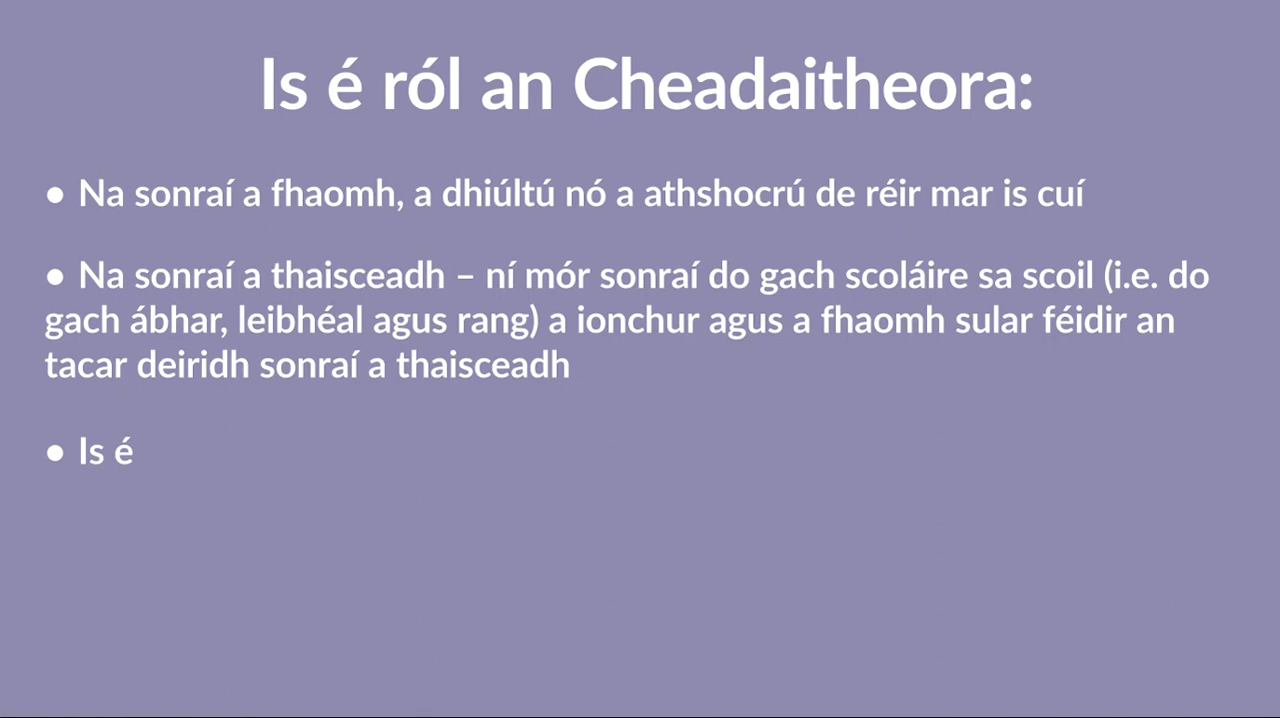 Is é ról an Cheadaitheora:
● Na sonraí a fhaomh, a dhiúltú nó a athshocrú de réir mar is cuí
● Na sonraí a thaisceadh – ní mór sonraí do gach scoláire sa scoil (i.e. do
gach ábhar, leibhéal agus rang) a ionchur agus a fhaomh sular féidir an
tacar deiridh sonraí a thaisceadh
● Is é